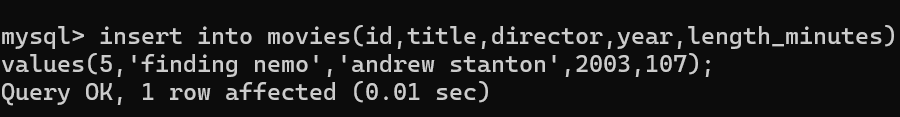 mysql> insert into movies(id,title,director,year,length_minutes)
values(5,'finding nemo','andrew stanton',2003,107);
Query OK, 1 row affected (0.01 sec)